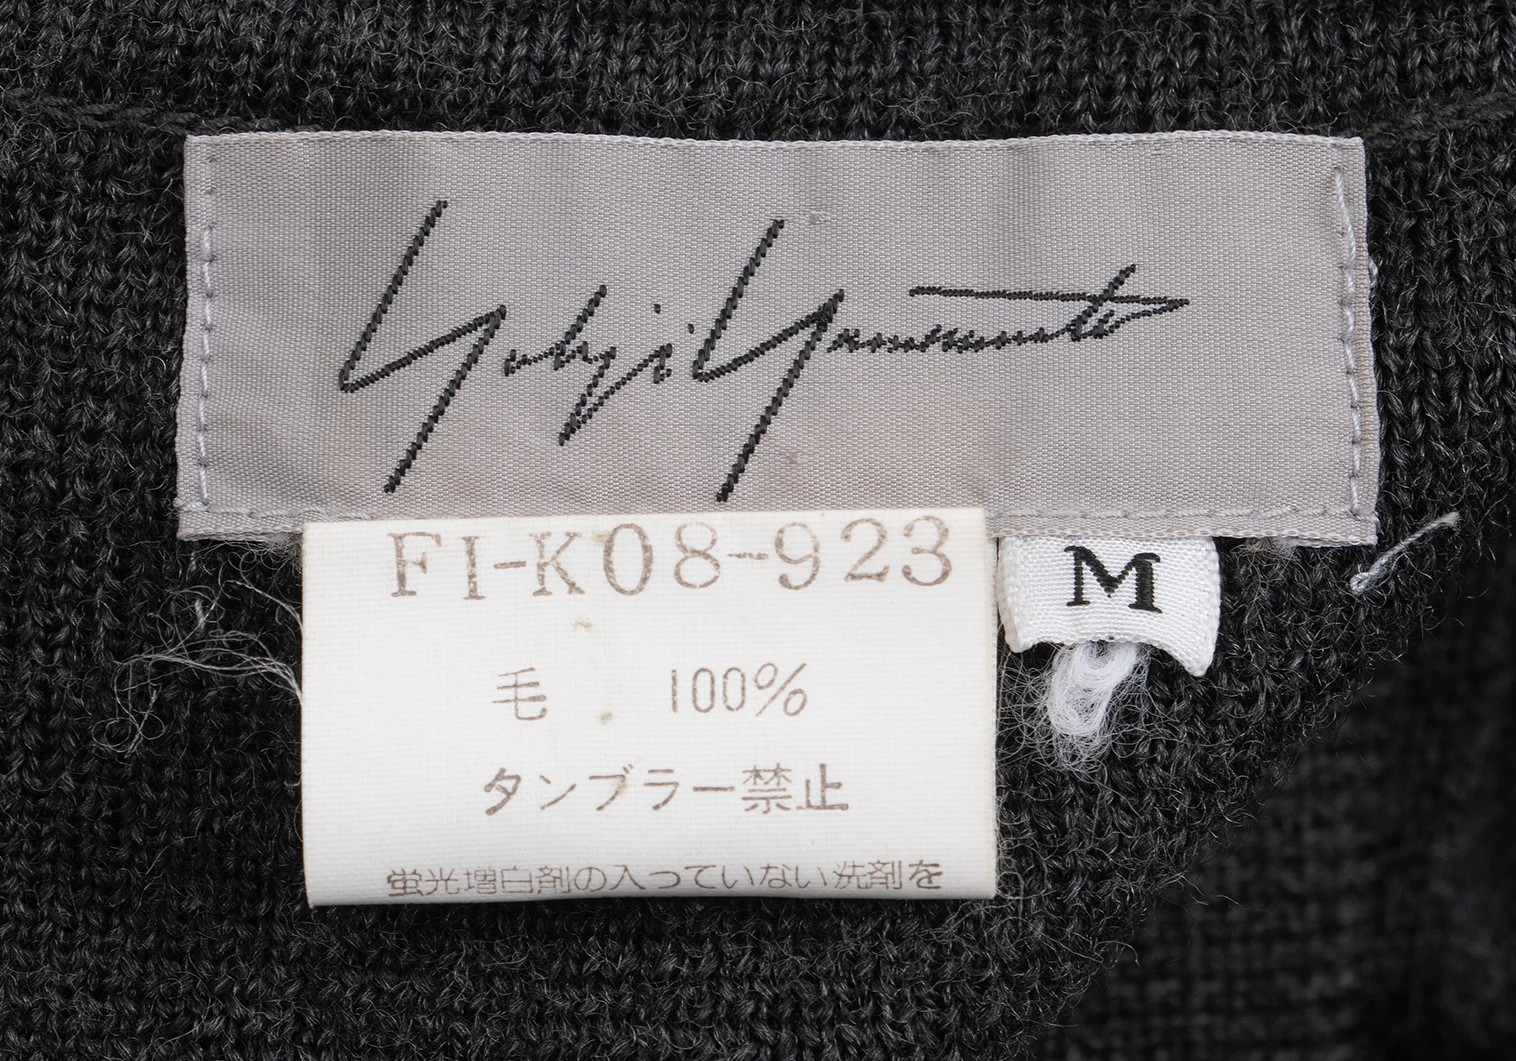 Yohji Yamamoto
FI-K08-923
M
毛 100%
タンブラー禁止
蛍光増白剤の入っていない洗剤を